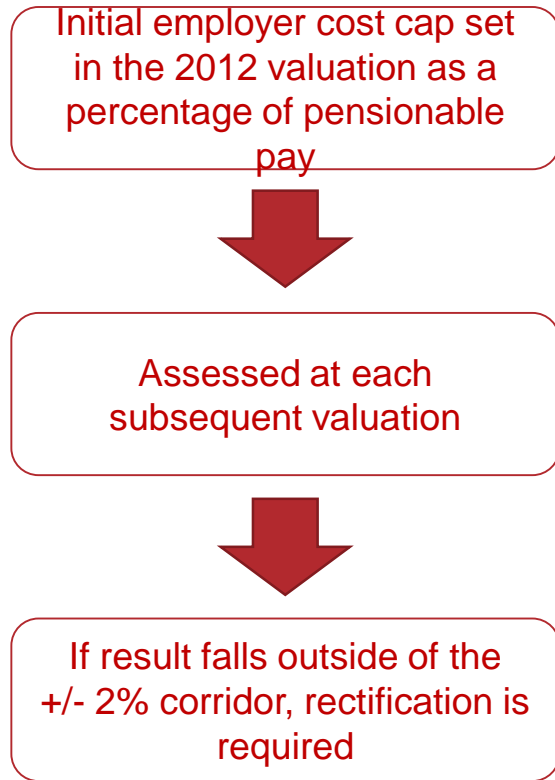 Initial employer cost cap set
in the 2012 valuation as a
percentage of pensionable
pay
Assessed at each
subsequent valuation
If result falls outside of the
+/- 2% corridor, rectification is
required